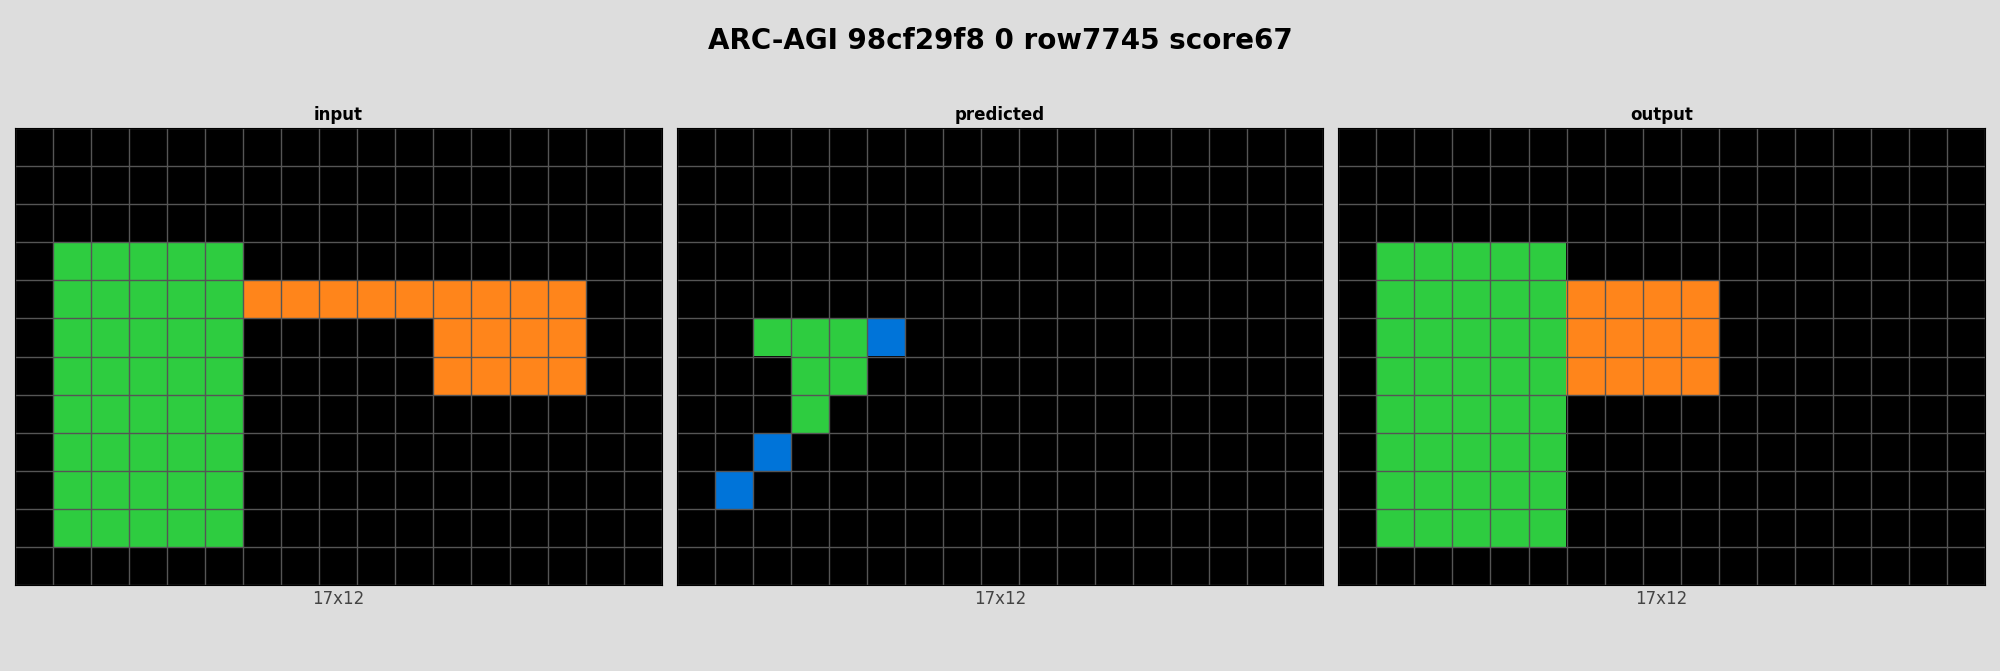 ARC-AGI 98cf29f8 0 row7745 score67
input
predicted
output
17x12
17x12
17x12